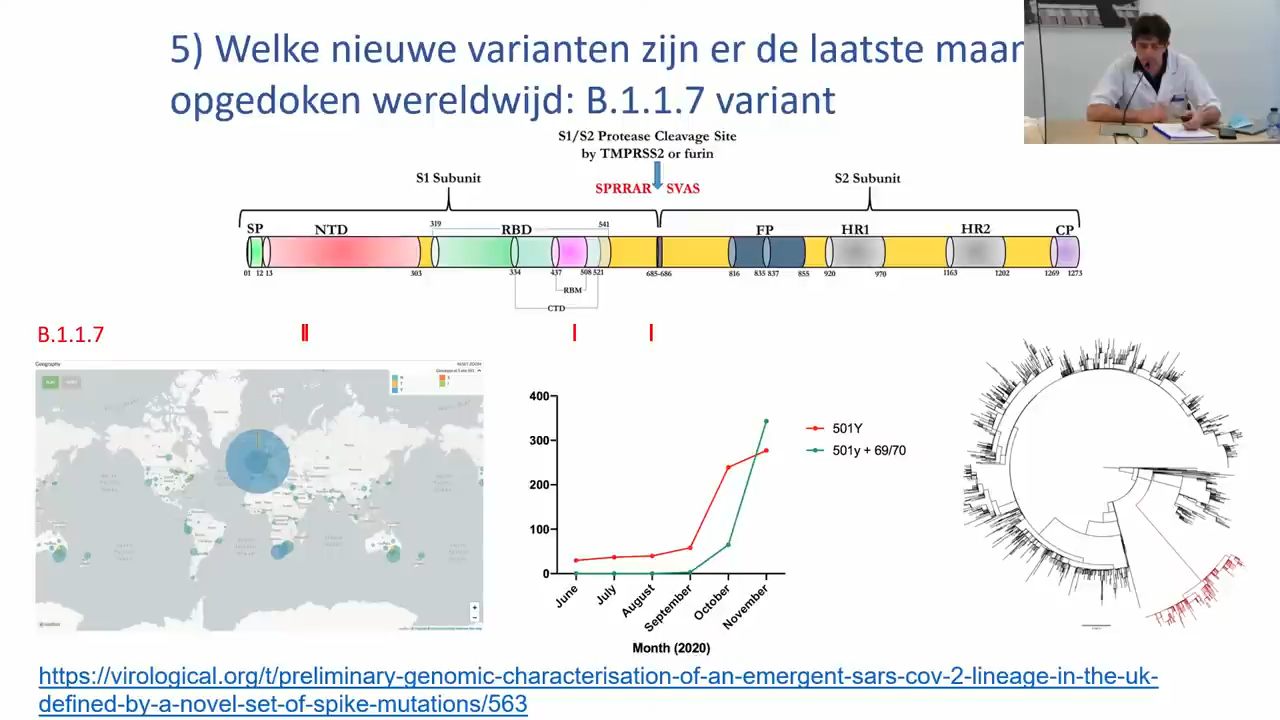 5) Welke nieuwe varianten zijn er de laatste maan
opgedoken wereldwijd: B.1.1.7 variant
S1/S2 Protease Cleavage Site
by TMPRSS2 or furin
S1 Subunit
SPRRAR SVAS
S2 Subunit
SP NTD 319 RBD 541 FP HR1 HR2 CP
01 12 13 303 334 437 508 521 685-686 816 835 837 855 920 970 1163 1202 1269 1273
RBM
CTD
B.1.1.7
Geography
RESET ZOOM
400
300
200
100
0
501Y
501y + 69/70
June July August September October November
Month (2020)
https://virological.org/t/preliminary-genomic-characterisation-of-an-emergent-sars-cov-2-lineage-in-the-uk-
defined-by-a-novel-set-of-spike-mutations/563